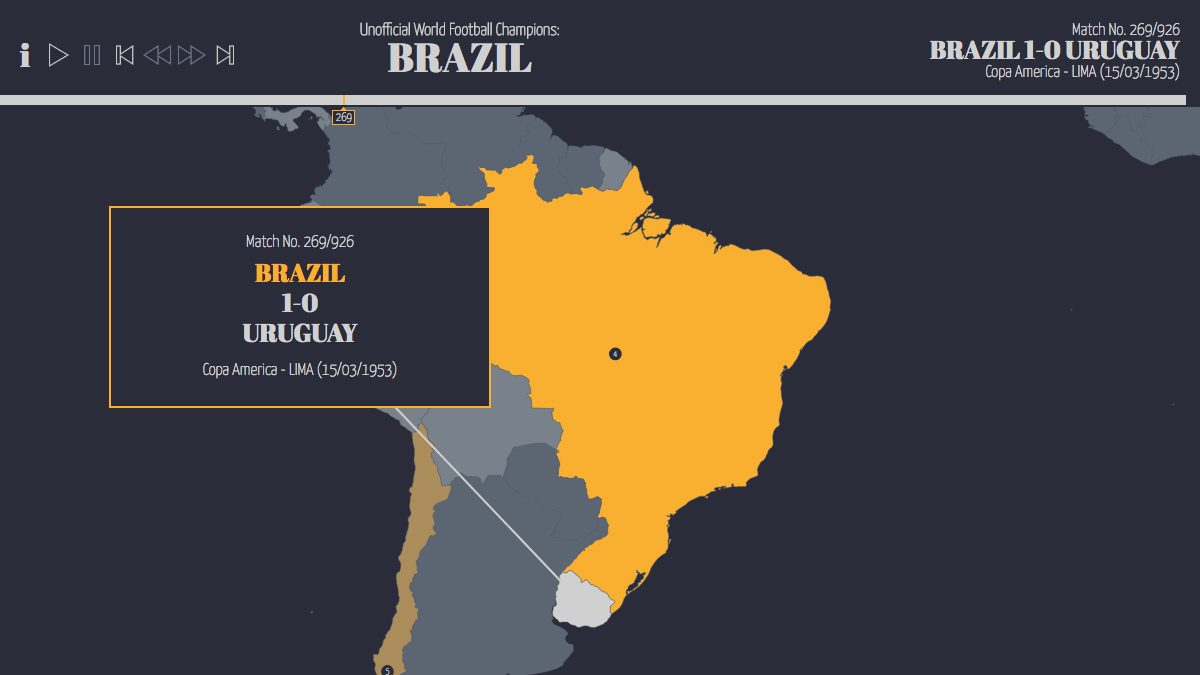 i
Unofficial World Football Champions:
BRAZIL
Match No. 269/926
BRAZIL 1-0 URUGUAY
Copa America - LIMA (15/03/1953)
269
Match No. 269/926
BRAZIL
1-0
URUGUAY
Copa America - LIMA (15/03/1953)
4
5